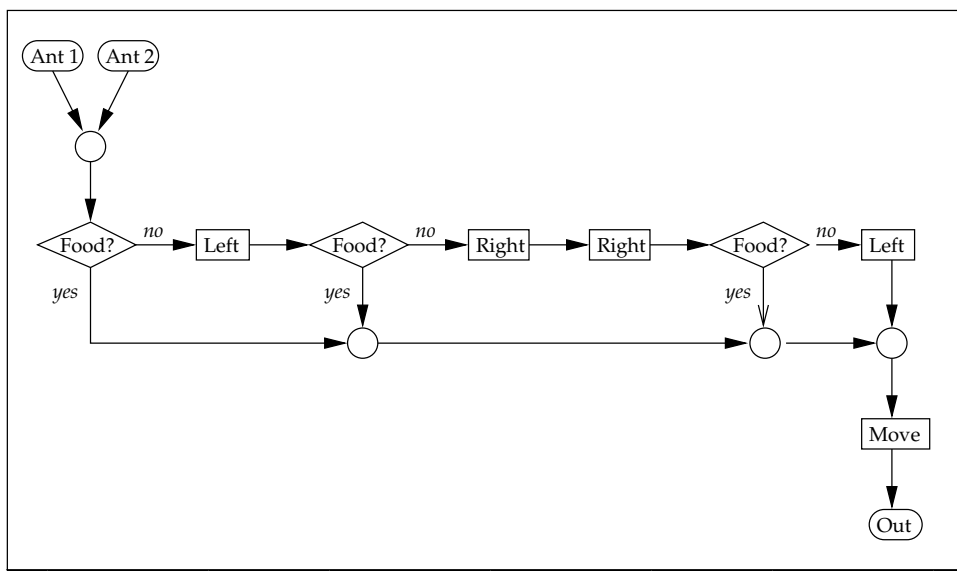 Ant 1
Ant 2
Food?
no
Left
Food?
no
Right
Right
Food?
no
Left
yes
yes
yes
Move
Out